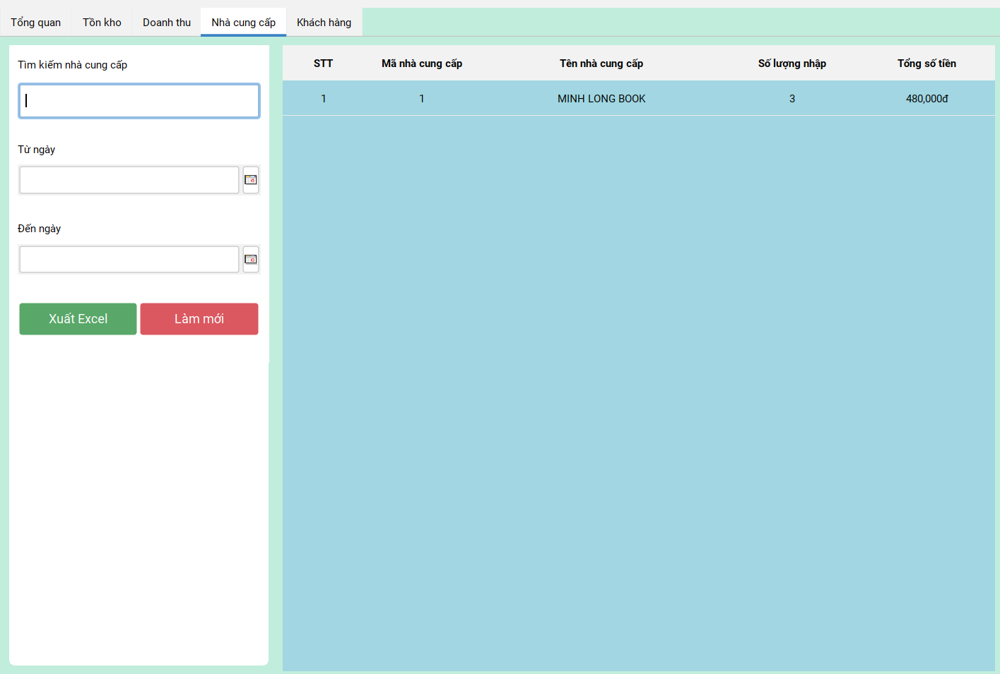 Tổng quan Tồn kho Doanh thu Nhà cung cấp Khách hàng
Tìm kiếm nhà cung cấp
Từ ngày
Đến ngày
Xuất Excel Làm mới
STT Mã nhà cung cấp Tên nhà cung cấp Số lượng nhập Tổng số tiền
1 1 MINH LONG BOOK 3 480,000đ